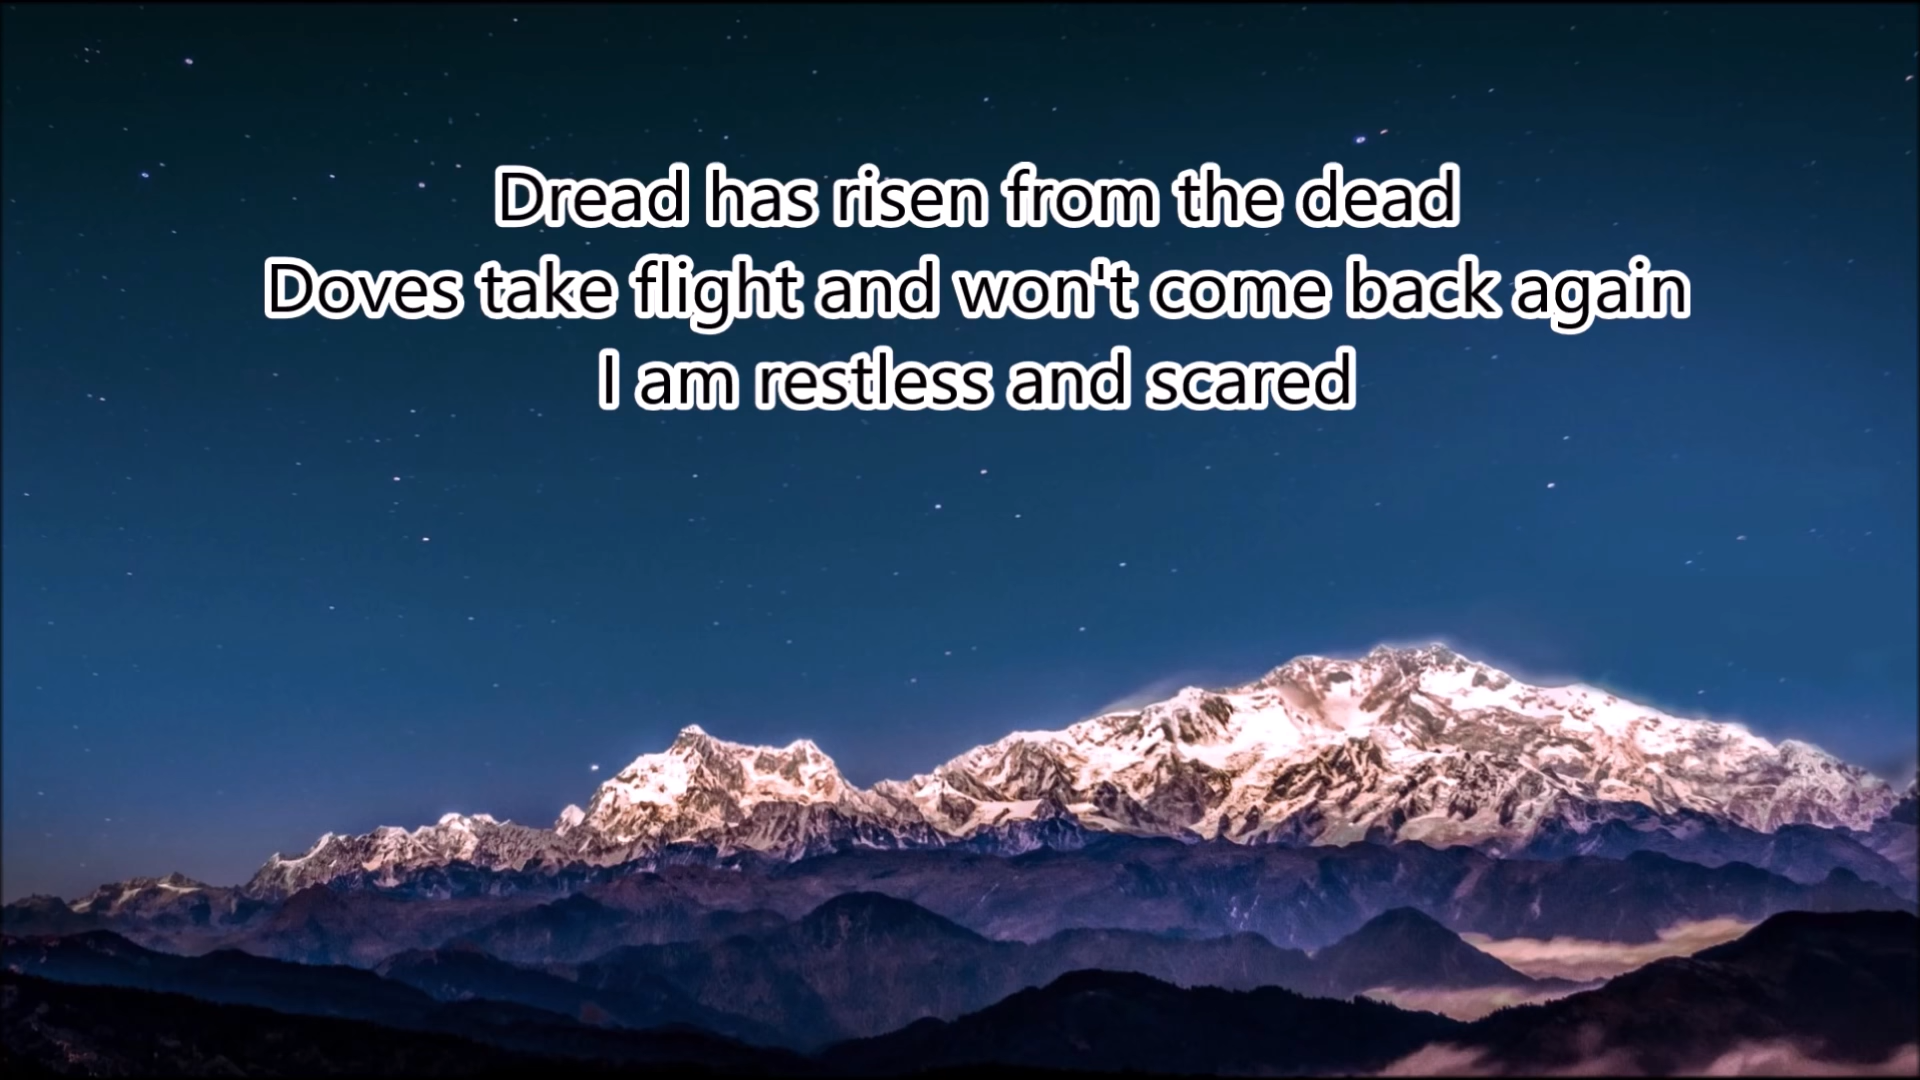 Dread has risen from the dead
Doves take flight and won't come back again
I am restless and scared